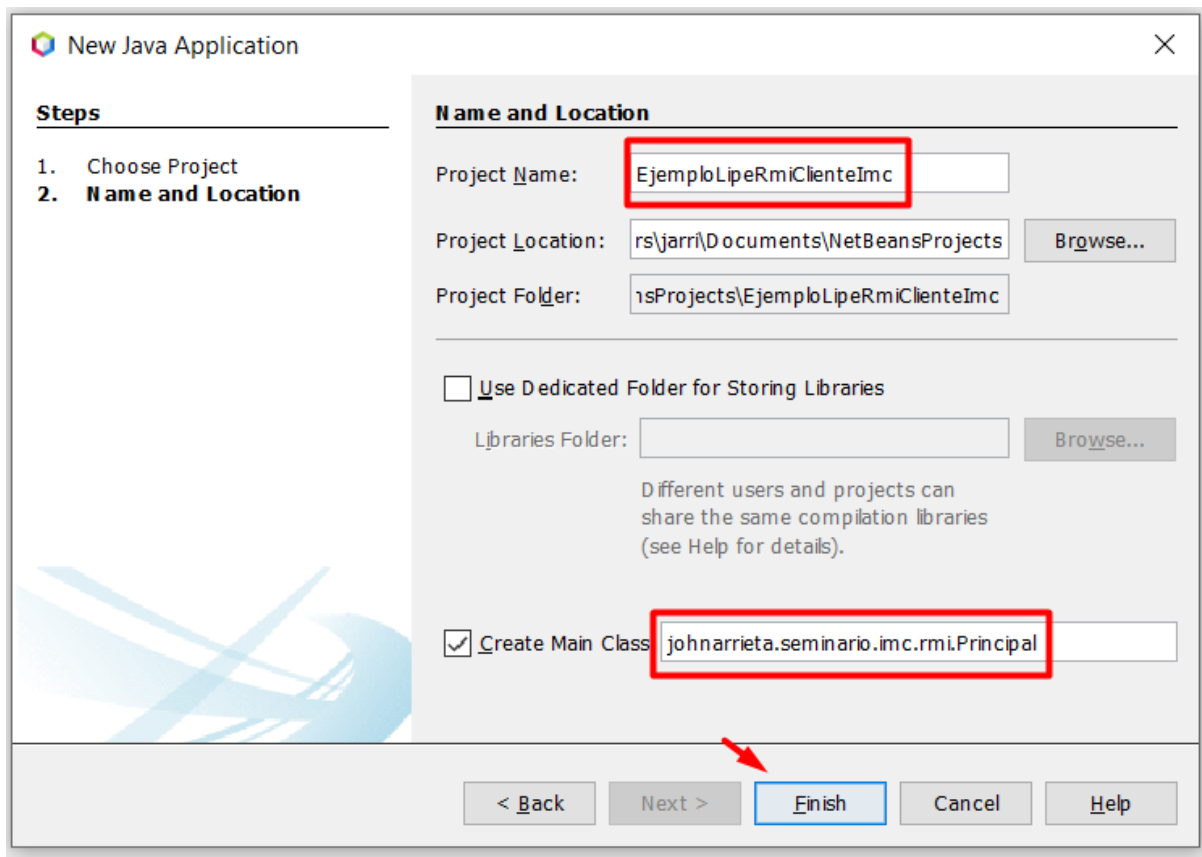 New Java Application
Steps
1. Choose Project
2. Name and Location
Name and Location
Project Name: EjemploLipeRmiClienteImc
Project Location: rs\jarri\Documents\NetBeansProjects Browse...
Project Folder: nsProjects\EjemploLipeRmiClienteImc
Use Dedicated Folder for Storing Libraries
Libraries Folder: Browse...
Different users and projects can
share the same compilation libraries
(see Help for details).
Create Main Class johnarrieta.seminario.imc.rmi.Principal
< Back Next > Finish Cancel Help